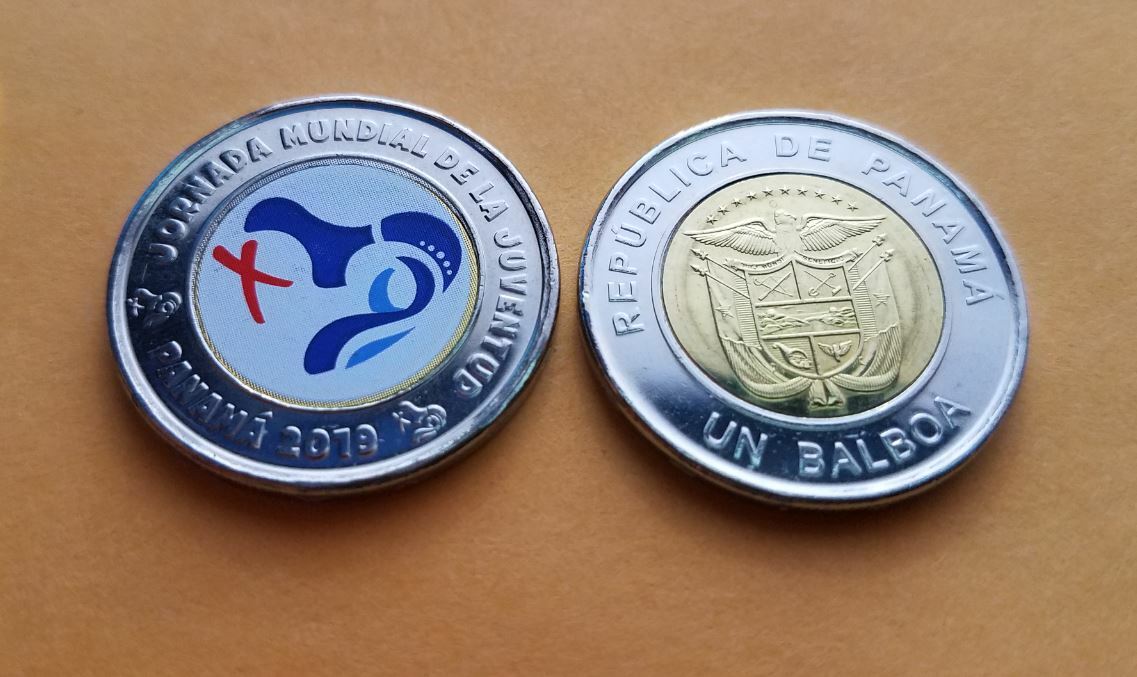 JORNADA MUNDIAL DE LA JUVENTUD
PANAMÁ 2019
REPÚBLICA DE PANAMÁ
UN BALBOA